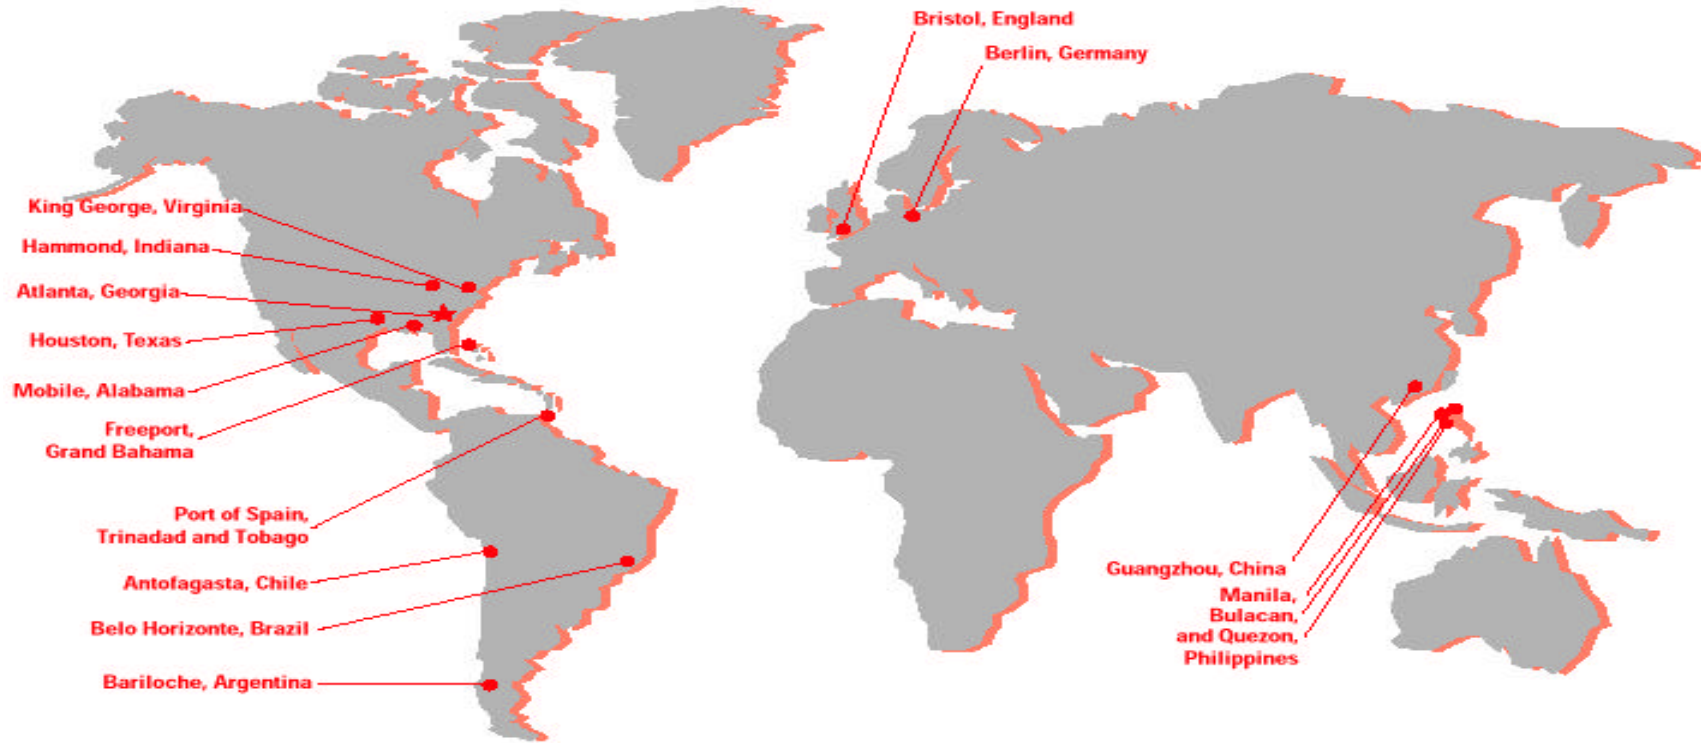 Bristol, England
Berlin, Germany
King George, Virginia
Hammond, Indiana
Atlanta, Georgia
Houston, Texas
Mobile, Alabama
Freeport,
Grand Bahama
Port of Spain,
Trinadad and Tobago
Antofagasta, Chile
Belo Horizonte, Brazil
Bariloche, Argentina
Guangzhou, China
Manila,
Bulacan,
and Quezon,
Philippines